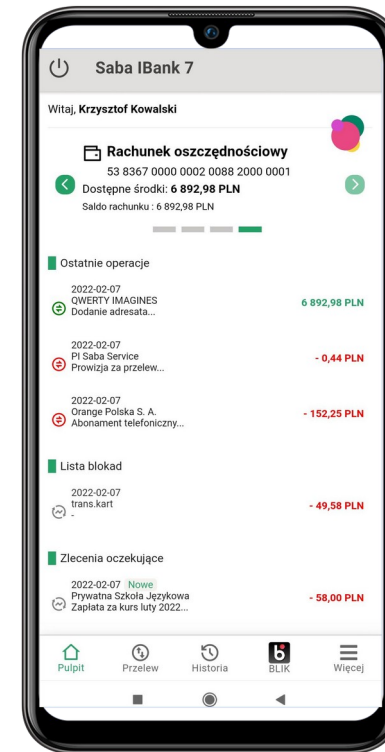 Saba IBank 7
Witaj, Krzysztof Kowalski
Rachunek oszczędnościowy
53 8367 0000 0002 0088 2000 0001
Dostępne środki: 6 892,98 PLN
Saldo rachunku : 6 892,98 PLN
Ostatnie operacje
2022-02-07
QWERTY IMAGINES
6 892,98 PLN
Dodanie adresata...
2022-02-07
PI Saba Service
- 0,44 PLN
Prowizja za przelew...
2022-02-07
Orange Polska S. A.
- 152,25 PLN
Abonament telefoniczny...
Lista blokad
2022-02-07
trans.kart
- 49,58 PLN
-
Zlecenia oczekujące
2022-02-07 Nowe
Prywatna Szkoła Językowa
- 58,00 PLN
Zapłata za kurs luty 2022...
Pulpit Przelew Historia BLIK Więcej